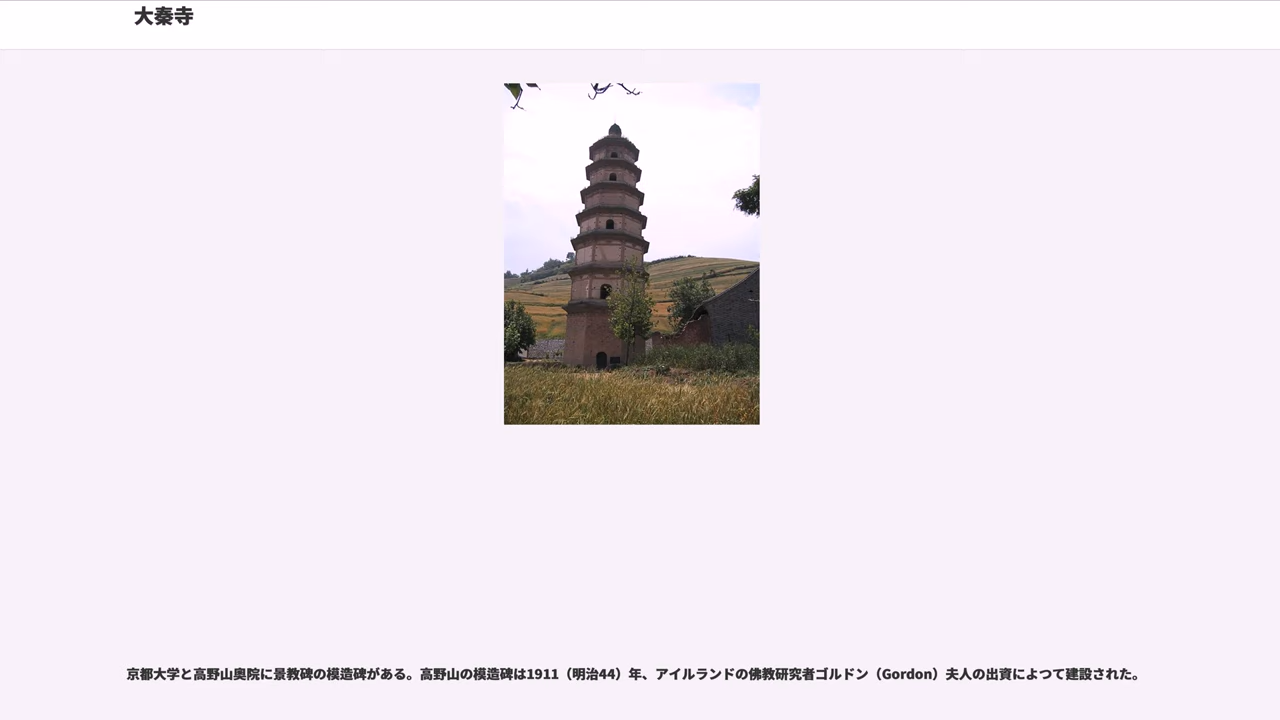 大秦寺
京都大学と高野山奥院に景教碑の模造碑がある。高野山の模造碑は1911（明治44）年、アイルランドの佛教研究者ゴルドン（Gordon）夫人の出資によつて建設された。